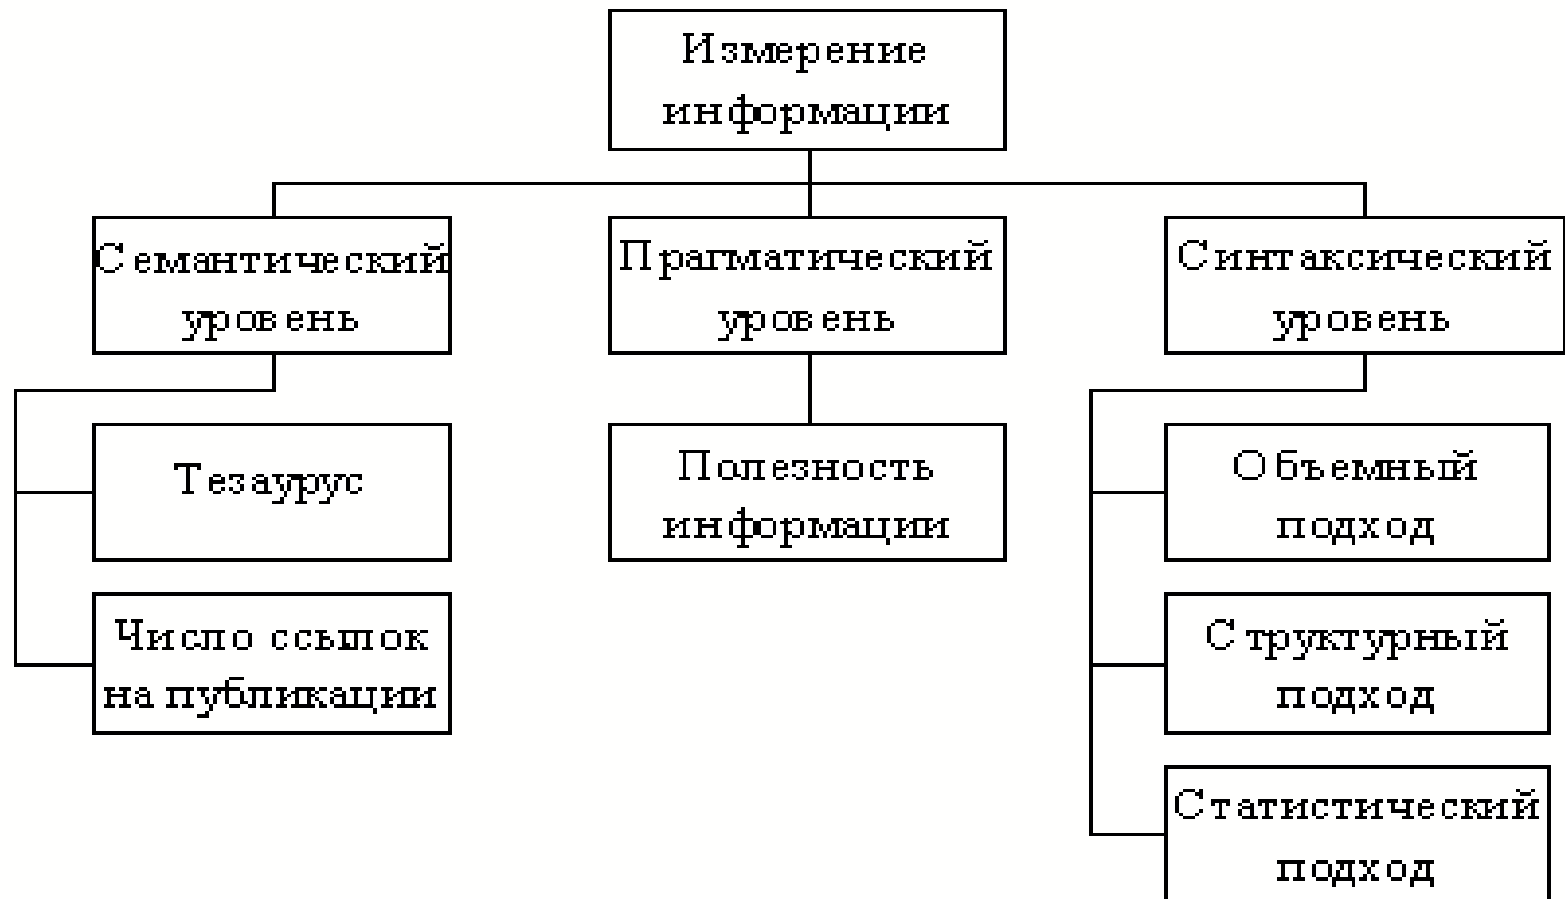 Измерение
информации
Семантический
уровень
Прагматический
уровень
Синтаксический
уровень
Тезаурус
Полезность
информации
Объемный
подход
Число ссылок
на публикации
Структурный
подход
Статистический
подход